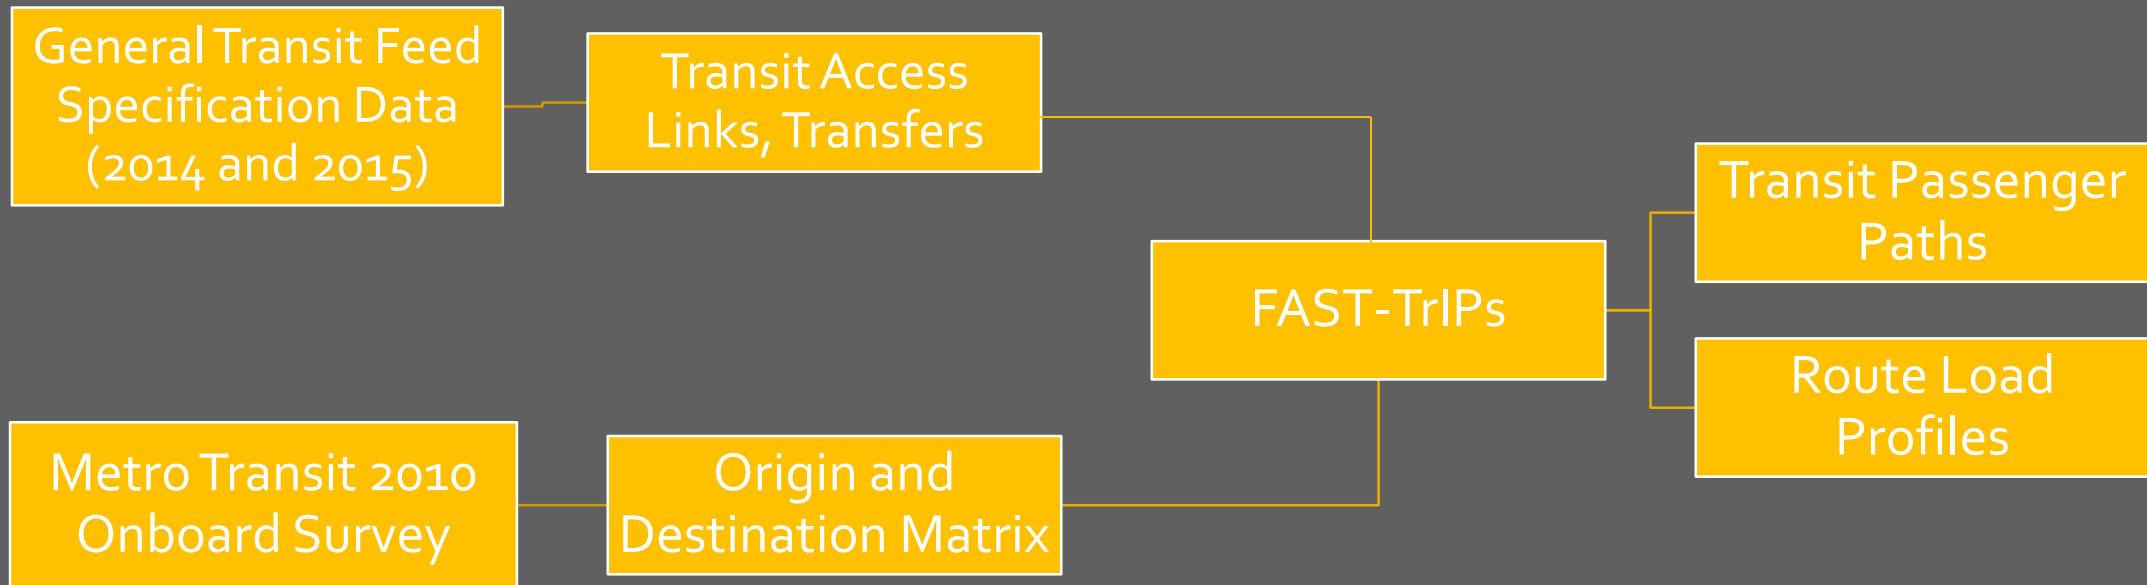 General Transit Feed
Specification Data
(2014 and 2015)
Transit Access
Links, Transfers
Transit Passenger
Paths
FAST-TrIPs
Route Load
Profiles
Metro Transit 2010
Onboard Survey
Origin and
Destination Matrix